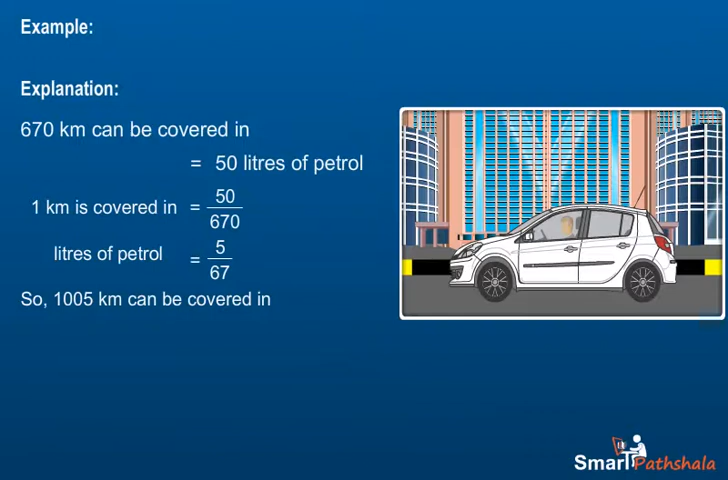 Example:
Explanation:
670 km can be covered in
= 50 litres of petrol
1 km is covered in = 50/670
litres of petrol = 5/67
So, 1005 km can be covered in
SmartPathshala